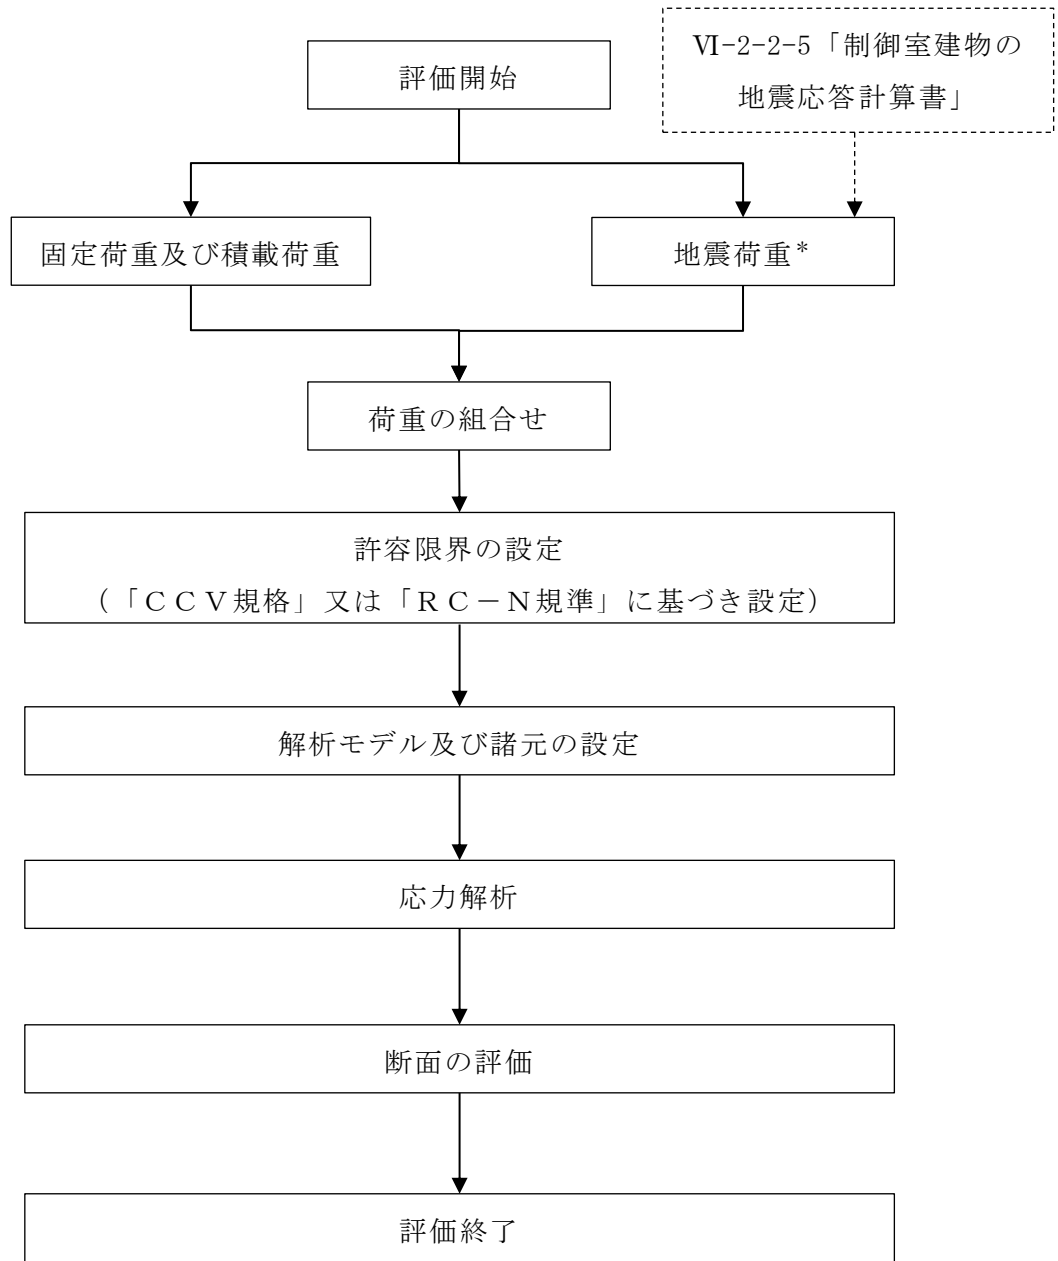 Ⅵ-2-2-5「制御室建物の
地震応答計算書」
評価開始
固定荷重及び積載荷重
地震荷重*
荷重の組合せ
許容限界の設定
(「ＣＣＶ規格」又は「ＲＣ－Ｎ規準」に基づき設定)
解析モデル及び諸元の設定
応力解析
断面の評価
評価終了